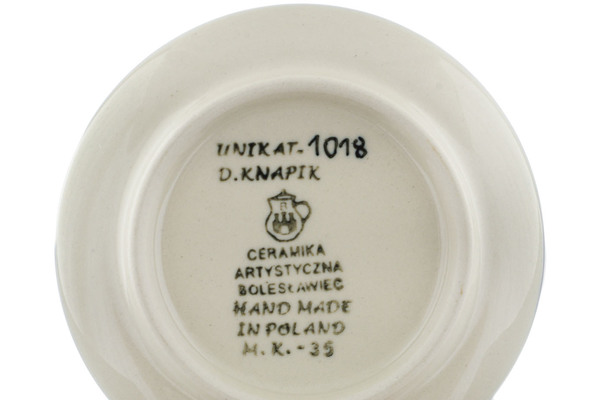 UNIKAT-1018
D.KNAPIK
CERAMIKA
ARTYSTYCZNA
BOLESŁAWIEC
HAND MADE
IN POLAND
M.K.-35